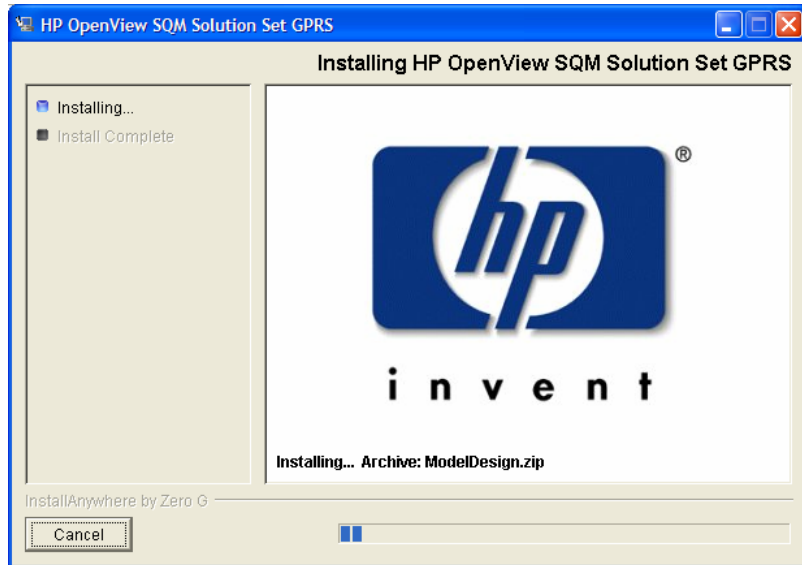 HP OpenView SQM Solution Set GPRS
Installing HP OpenView SQM Solution Set GPRS
Installing...
Install Complete
hp
®
invent
Installing... Archive: ModelDesign.zip
InstallAnywhere by Zero G
Cancel